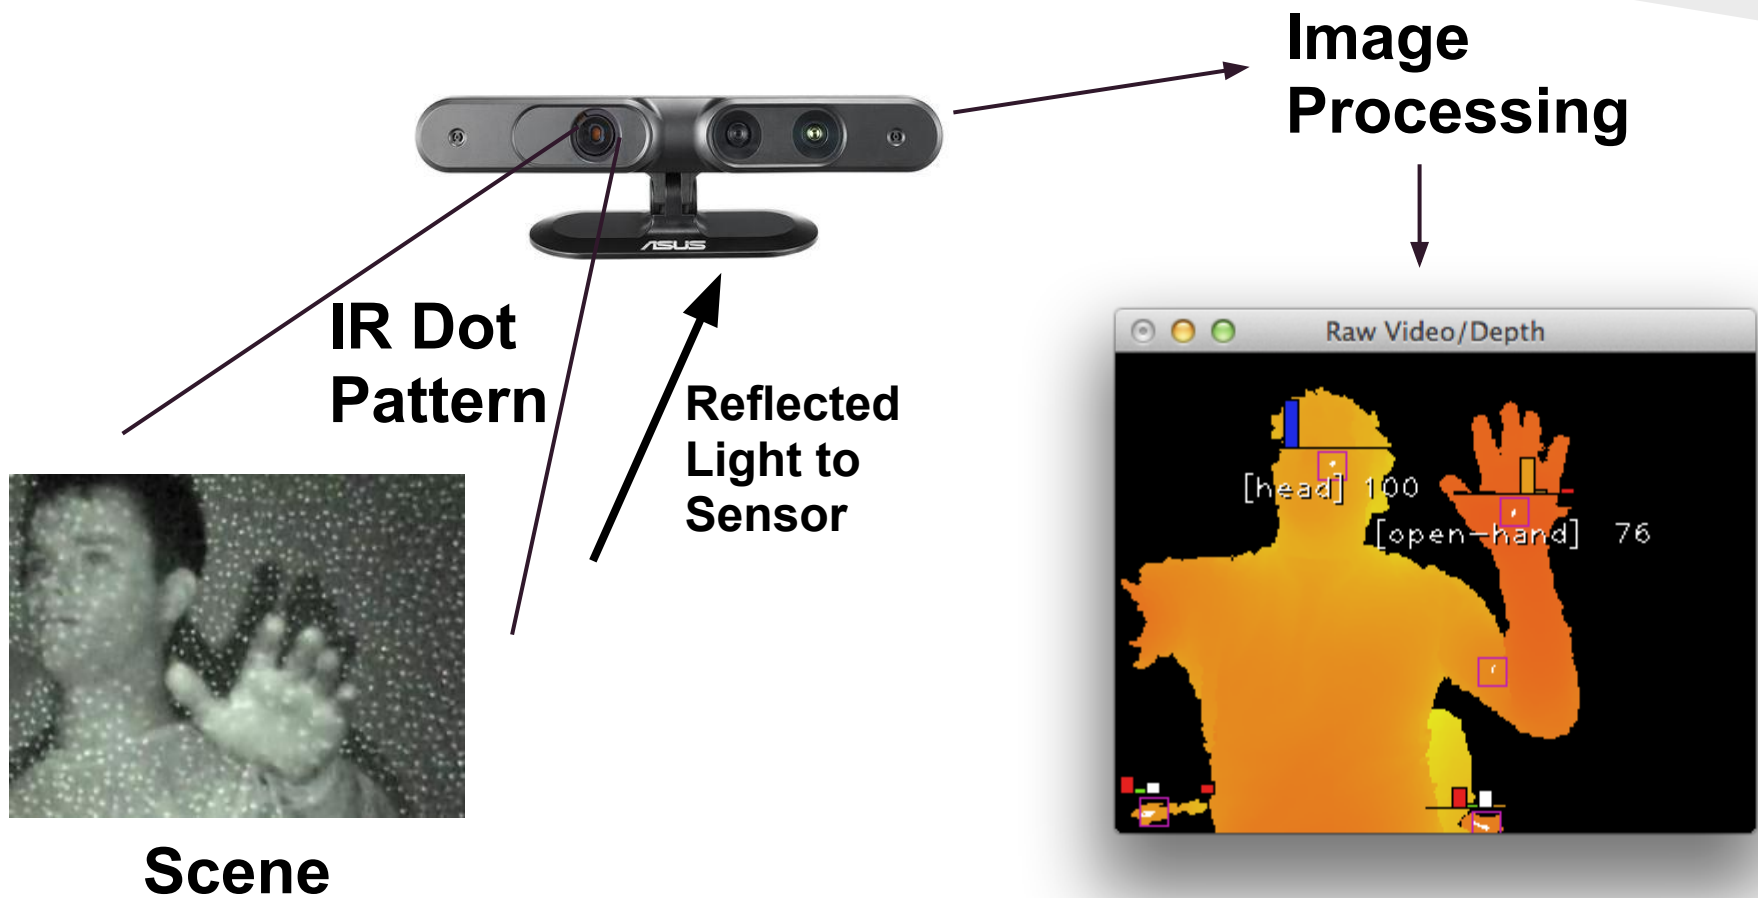 Image
Processing
ASUS
IR Dot
Pattern
Reflected
Light to
Sensor
Raw Video/Depth
[head] 100
[open-hand] 76
Scene